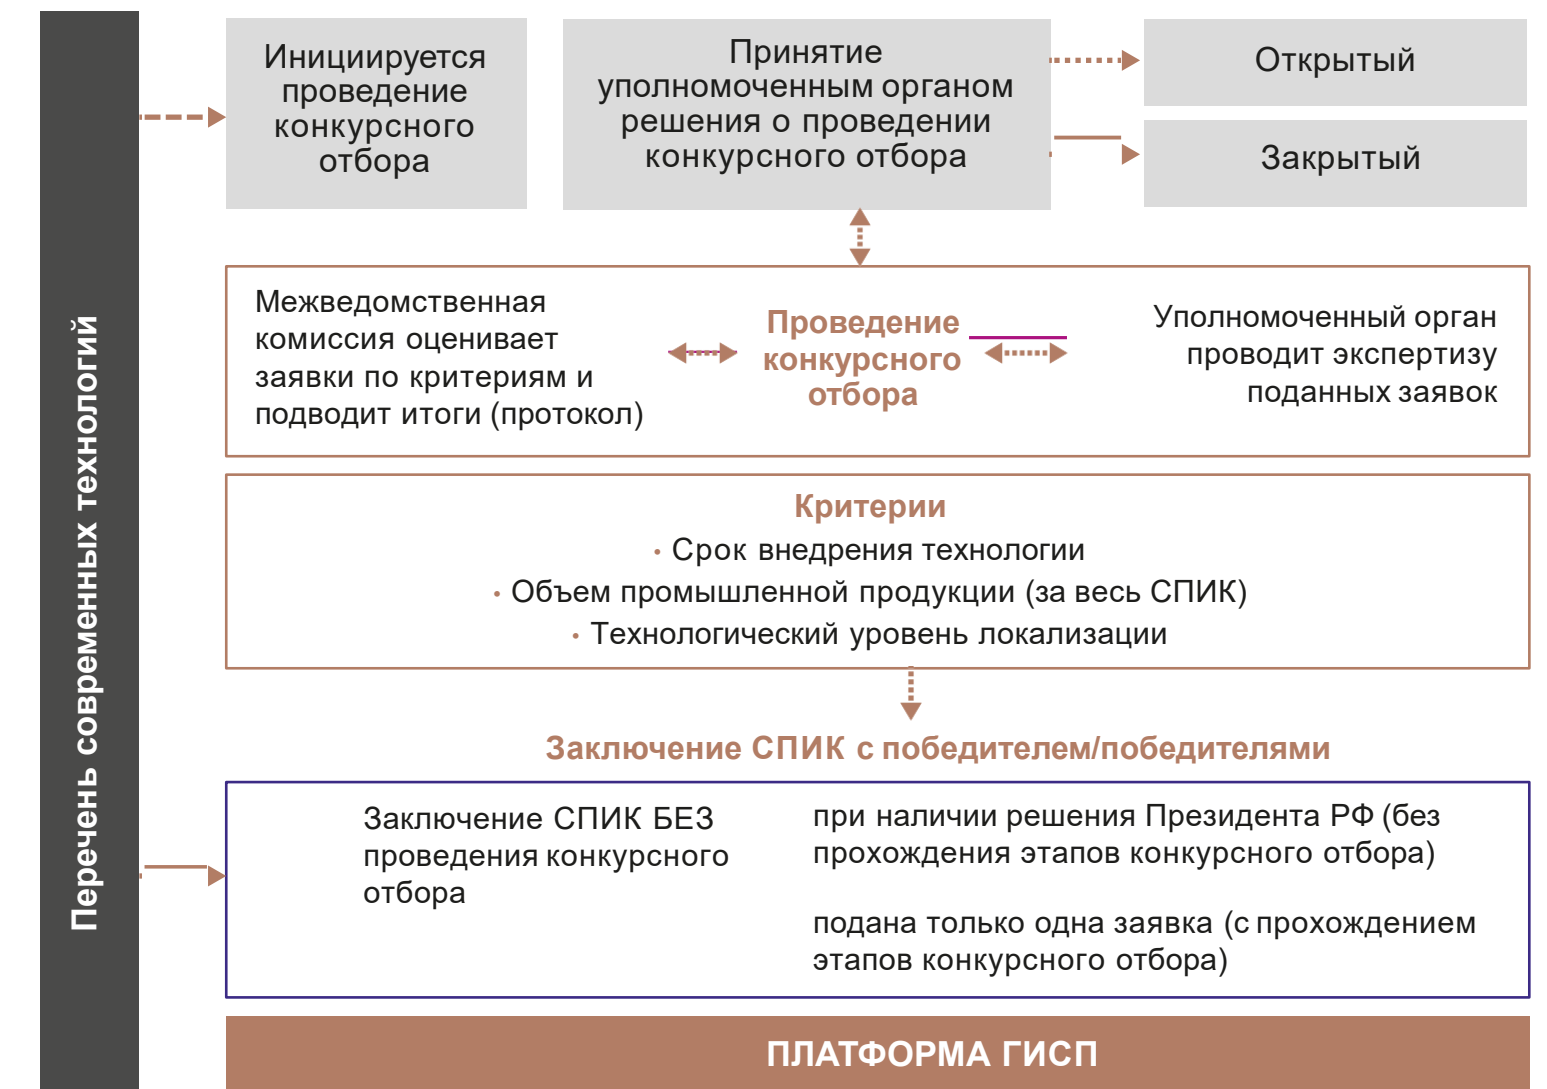 Перечень современных технологий
Инициируется
проведение
конкурсного
отбора
Принятие
уполномоченным органом
решения о проведении
конкурсного отбора
Открытый
Закрытый
Межведомственная
комиссия оценивает
заявки по критериям и
подводит итоги (протокол)
Проведение
конкурсного
отбора
Уполномоченный орган
проводит экспертизу
поданных заявок
Критерии
• Срок внедрения технологии
• Объем промышленной продукции (за весь СПИК)
• Технологический уровень локализации
Заключение СПИК с победителем/победителями
Заключение СПИК БЕЗ
проведения конкурсного
отбора
при наличии решения Президента РФ (без
прохождения этапов конкурсного отбора)
подана только одна заявка (с прохождением
этапов конкурсного отбора)
ПЛАТФОРМА ГИСП